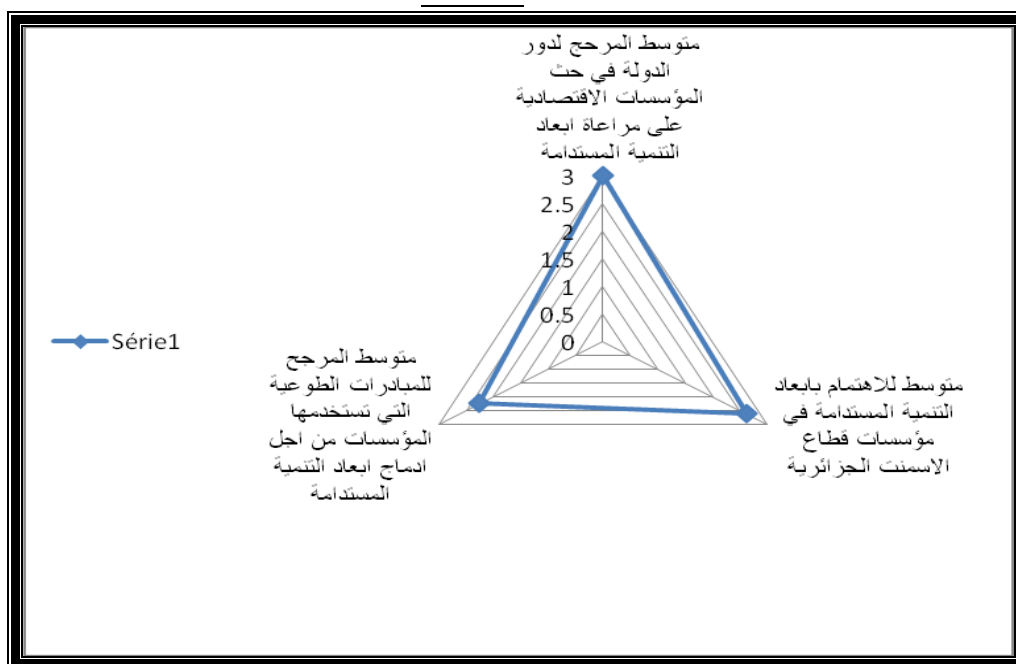 متوسط المرجح لدور
الدولة في حث
المؤسسات الاقتصادية
على مراعاة ابعاد
التنمية المستدامة
3
2.5
2
1.5
1
0.5
0
Série1
متوسط للاهتمام بابعاد
التنمية المستدامة في
مؤسسات قطاع
الاسمنت الجزائرية
متوسط المرجح
للمبادرات الطوعية
التي تستخدمها
المؤسسات من اجل
ادماج ابعاد التنمية
المستدامة